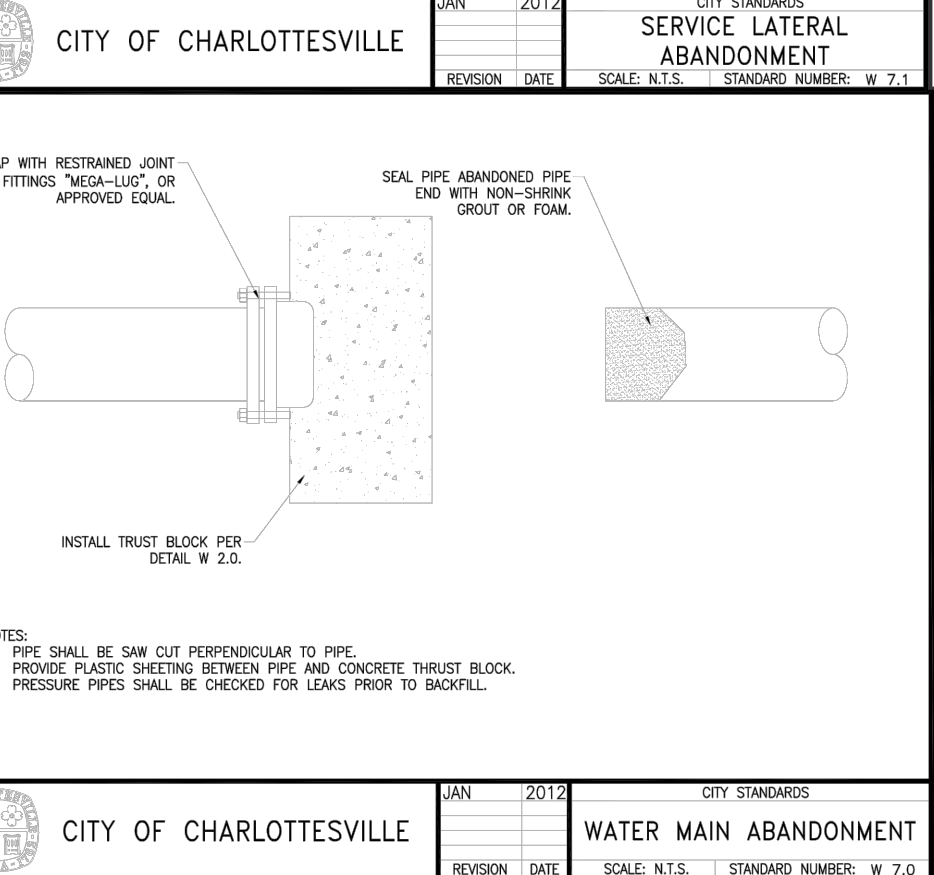 JAN 2012 CITY STANDARDS
CITY OF CHARLOTTESVILLE
SERVICE LATERAL
ABANDONMENT
REVISION DATE SCALE: N.T.S. STANDARD NUMBER: W 7.1
WITH RESTRAINED JOINT
FITTINGS "MEGA-LUG", OR
APPROVED EQUAL.
SEAL PIPE ABANDONED PIPE
END WITH NON-SHRINK
GROUT OR FOAM.
INSTALL TRUST BLOCK PER
DETAIL W 2.0.
PIPE SHALL BE SAW CUT PERPENDICULAR TO PIPE.
PROVIDE PLASTIC SHEETING BETWEEN PIPE AND CONCRETE THRUST BLOCK.
PRESSURE PIPES SHALL BE CHECKED FOR LEAKS PRIOR TO BACKFILL.
JAN 2012 CITY STANDARDS
CITY OF CHARLOTTESVILLE
WATER MAIN ABANDONMENT
REVISION DATE SCALE: N.T.S. STANDARD NUMBER: W 7.0